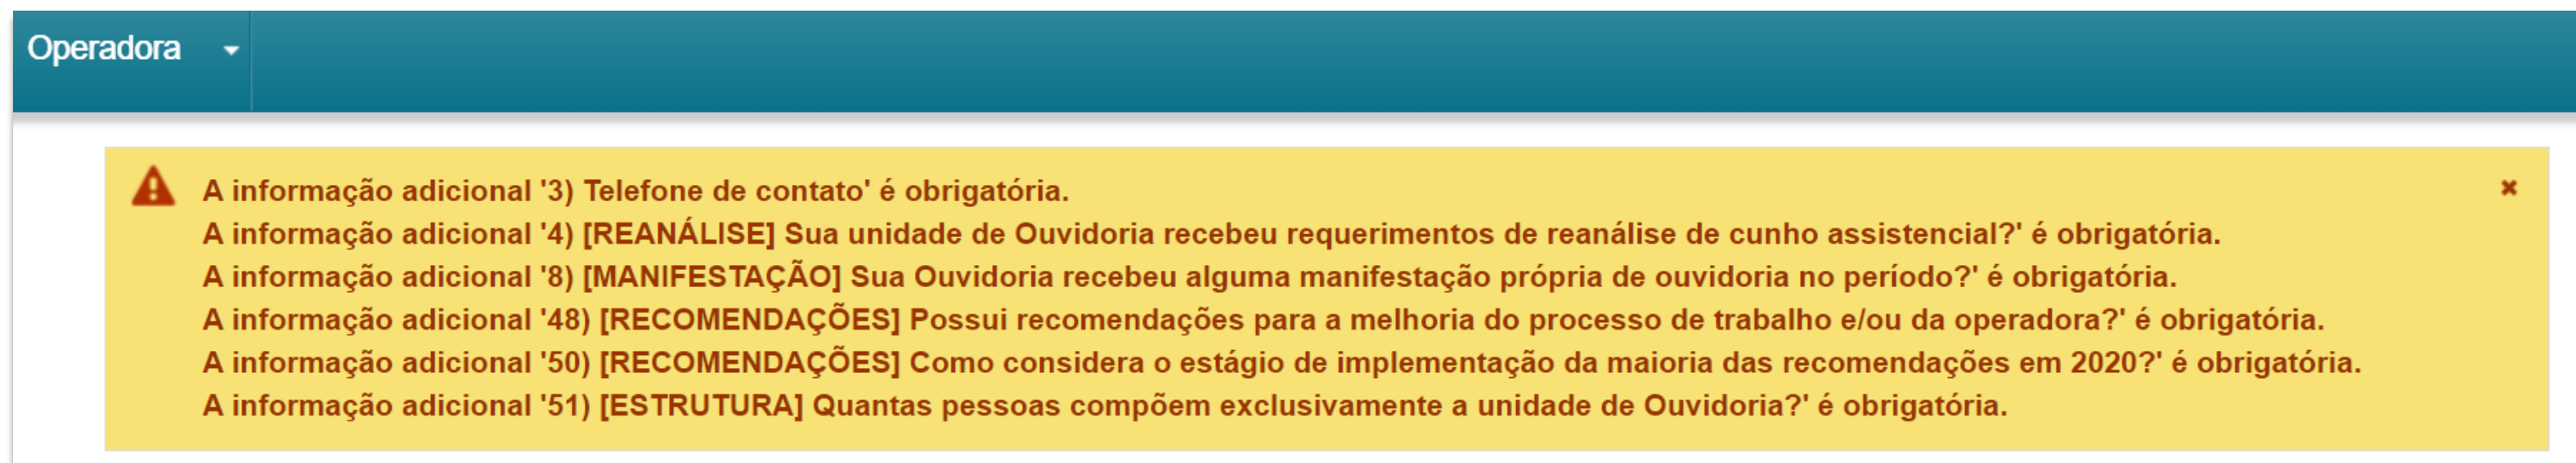 Operadora
A informação adicional '3) Telefone de contato' é obrigatória.
A informação adicional '4) [REANÁLISE] Sua unidade de Ouvidoria recebeu requerimentos de reanálise de cunho assistencial?' é obrigatória.
A informação adicional '8) [MANIFESTAÇÃO] Sua Ouvidoria recebeu alguma manifestação própria de ouvidoria no período?' é obrigatória.
A informação adicional '48) [RECOMENDAÇÕES] Possui recomendações para a melhoria do processo de trabalho e/ou da operadora?' é obrigatória.
A informação adicional '50) [RECOMENDAÇÕES] Como considera o estágio de implementação da maioria das recomendações em 2020?' é obrigatória.
A informação adicional '51) [ESTRUTURA] Quantas pessoas compõem exclusivamente a unidade de Ouvidoria?' é obrigatória.